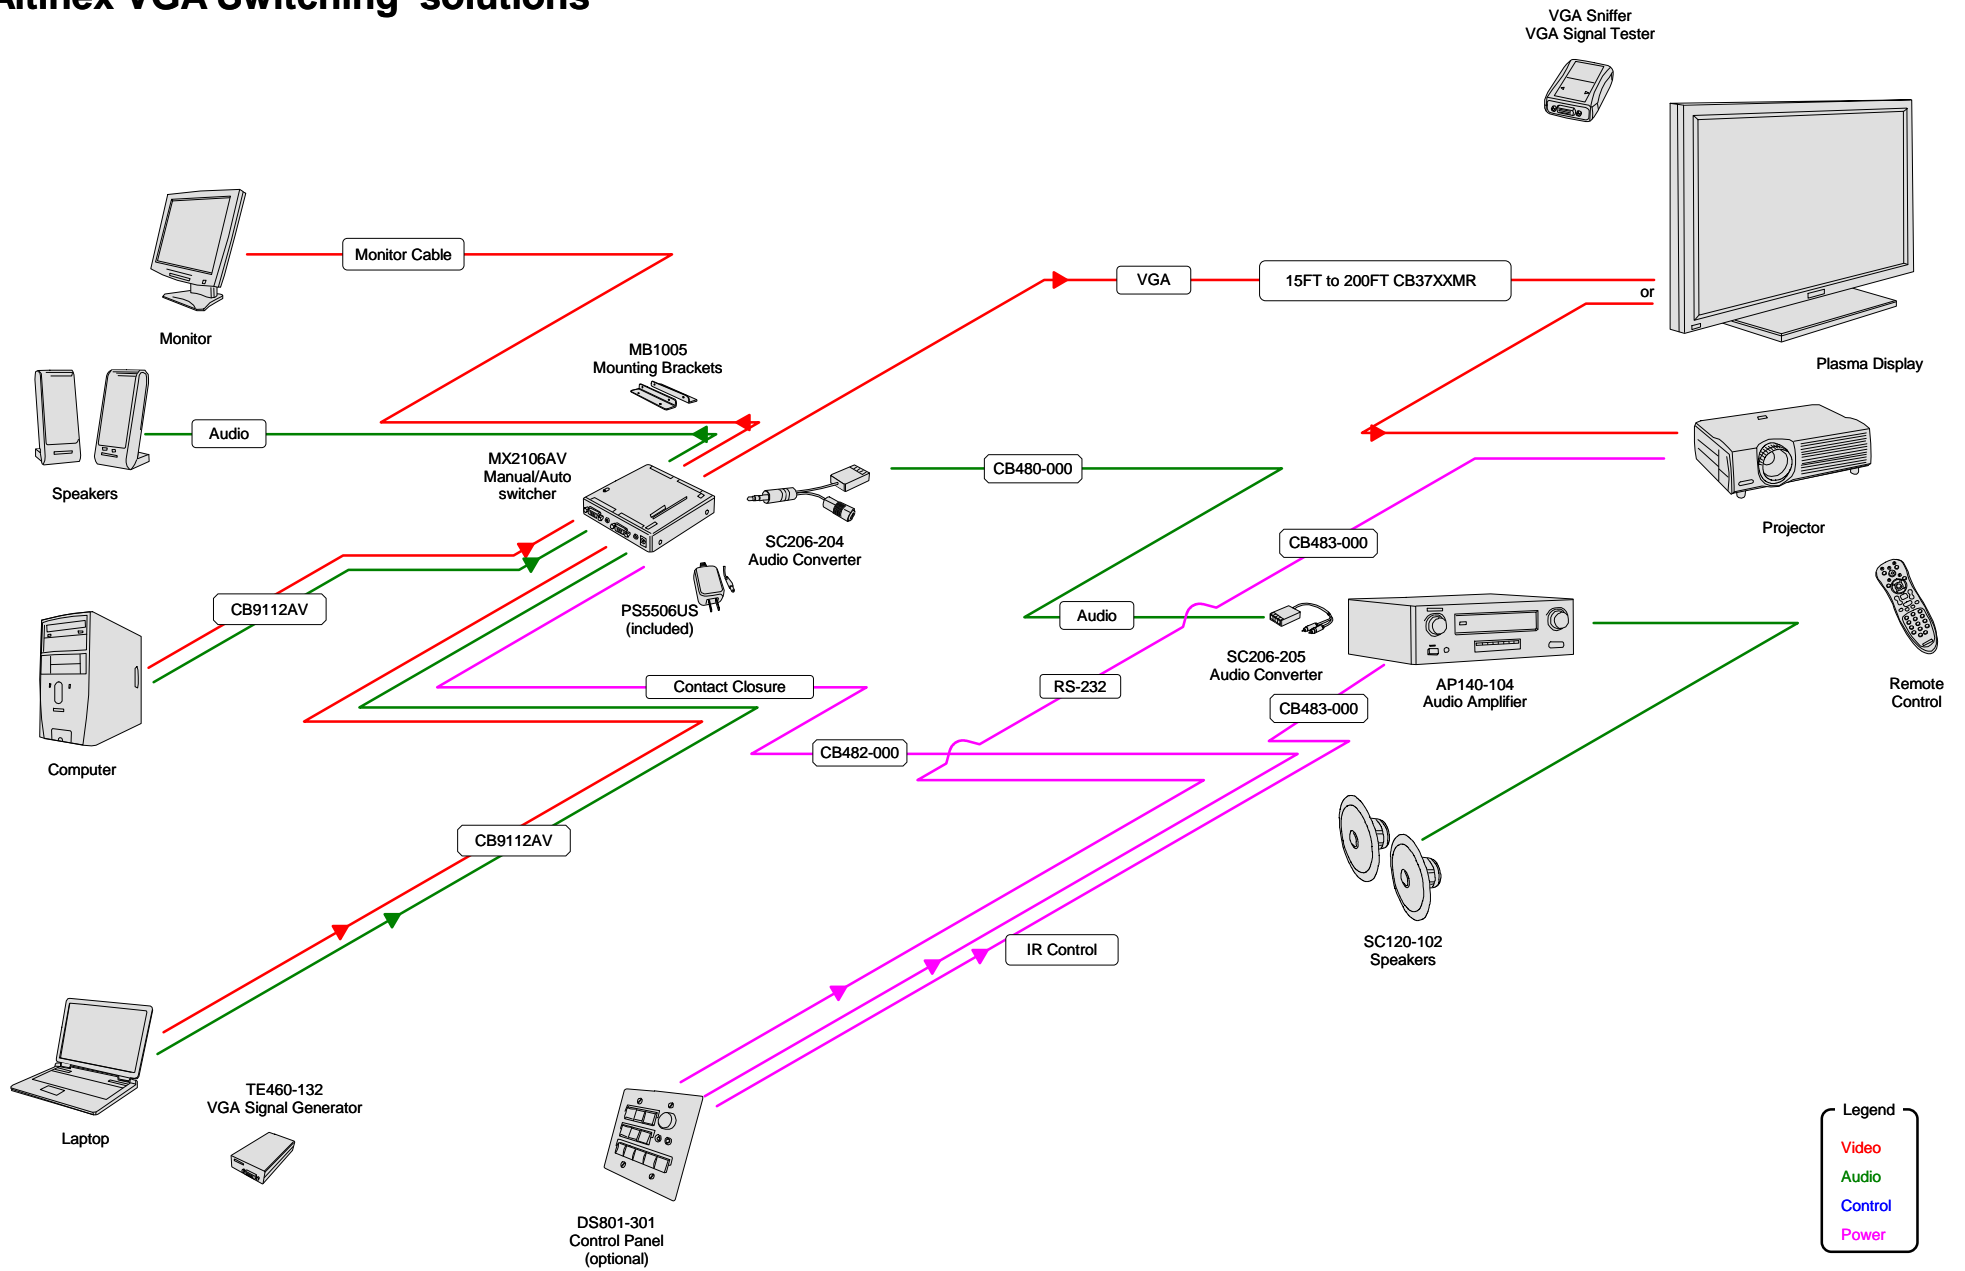 Altinex VGA Switching solutions
VGA Sniffer
VGA Signal Tester
Monitor Cable
VGA
15FT to 200FT CB37XXMR
or
Monitor
MB1005
Mounting Brackets
Plasma Display
Audio
MX2106AV
Manual/Auto
switcher
CB480-000
Speakers
SC206-204
Audio Converter
CB483-000
Projector
CB9112AV
PS5506US
(included)
Audio
SC206-205
Audio Converter
Contact Closure
RS-232
AP140-104
Audio Amplifier
Remote
Control
CB483-000
Computer
CB482-000
CB9112AV
IR Control
SC120-102
Speakers
TE460-132
VGA Signal Generator
Laptop
DS801-301
Control Panel
(optional)
Legend
Video
Audio
Control
Power